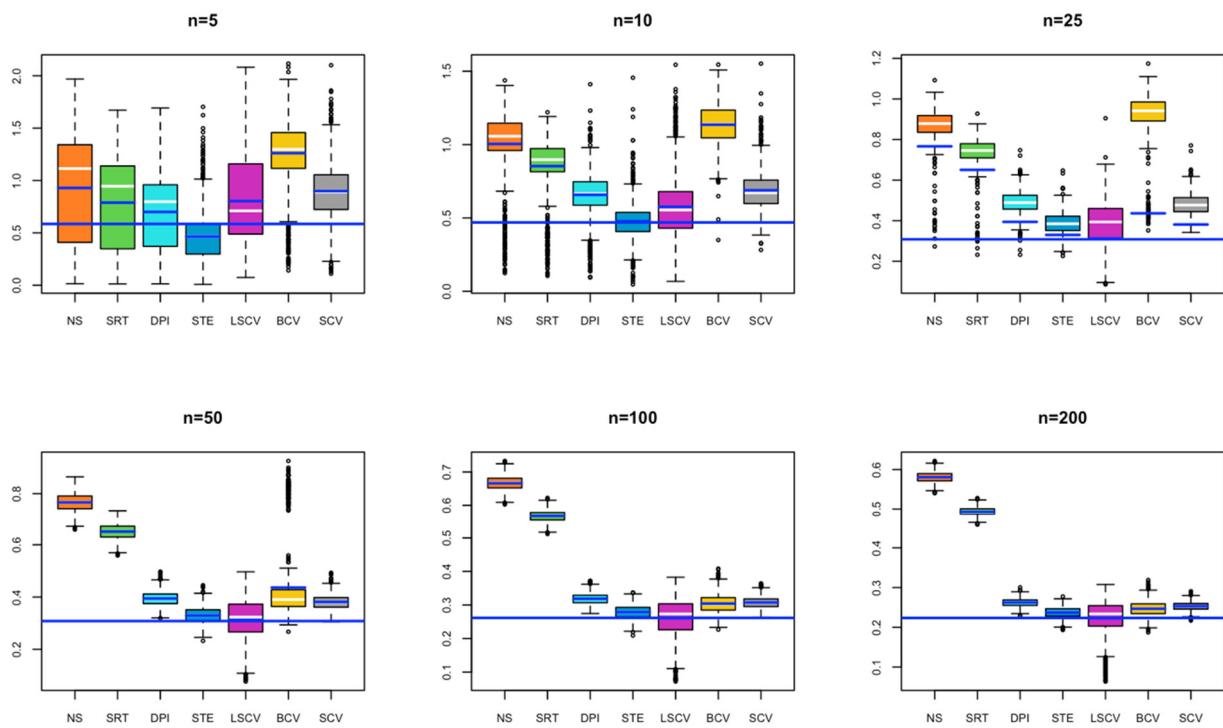 n=5
2.0
1.5
1.0
0.5
0.0
NS SRT DPI STE LSCV BCV SCV
n=10
1.5
1.0
0.5
0.0
NS SRT DPI STE LSCV BCV SCV
n=25
1.2
1.0
0.8
0.6
0.4
0.2
NS SRT DPI STE LSCV BCV SCV
n=50
0.8
0.6
0.4
0.2
NS SRT DPI STE LSCV BCV SCV
n=100
0.7
0.6
0.5
0.4
0.3
0.2
0.1
NS SRT DPI STE LSCV BCV SCV
n=200
0.6
0.5
0.4
0.3
0.2
0.1
NS SRT DPI STE LSCV BCV SCV